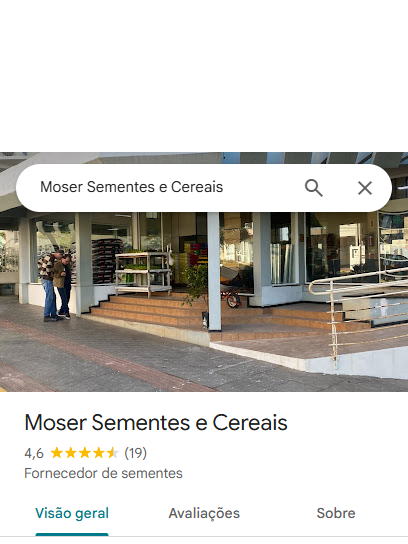 Moser Sementes e Cereais
Moser Sementes e Cereais
4,6 (19)
Fornecedor de sementes
Visão geral Avaliações Sobre